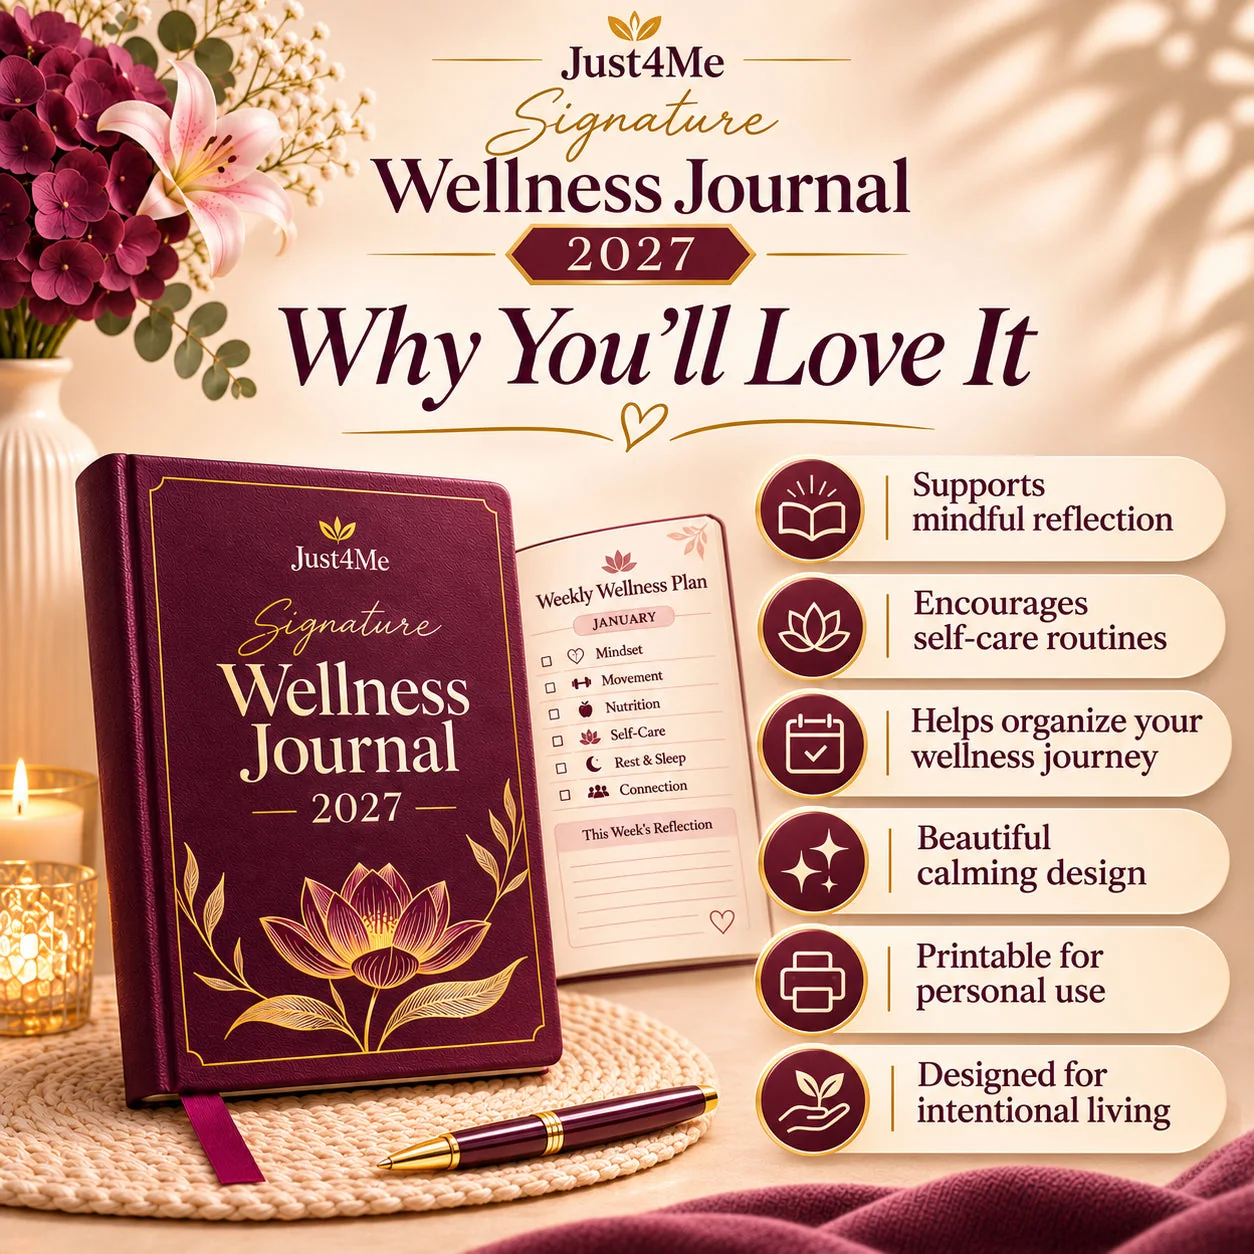 Just4Me
Signature
Wellness Journal
2027
Why You'll Love It
Just4Me
Signature
Wellness
Journal
2027
Weekly Wellness Plan
JANUARY
Mindset
Movement
Nutrition
Self-Care
Rest & Sleep
Connection
This Week's Reflection
Supports
mindful reflection
Encourages
self-care routines
Helps organize your
wellness journey
Beautiful
calming design
Printable for
personal use
Designed for
intentional living